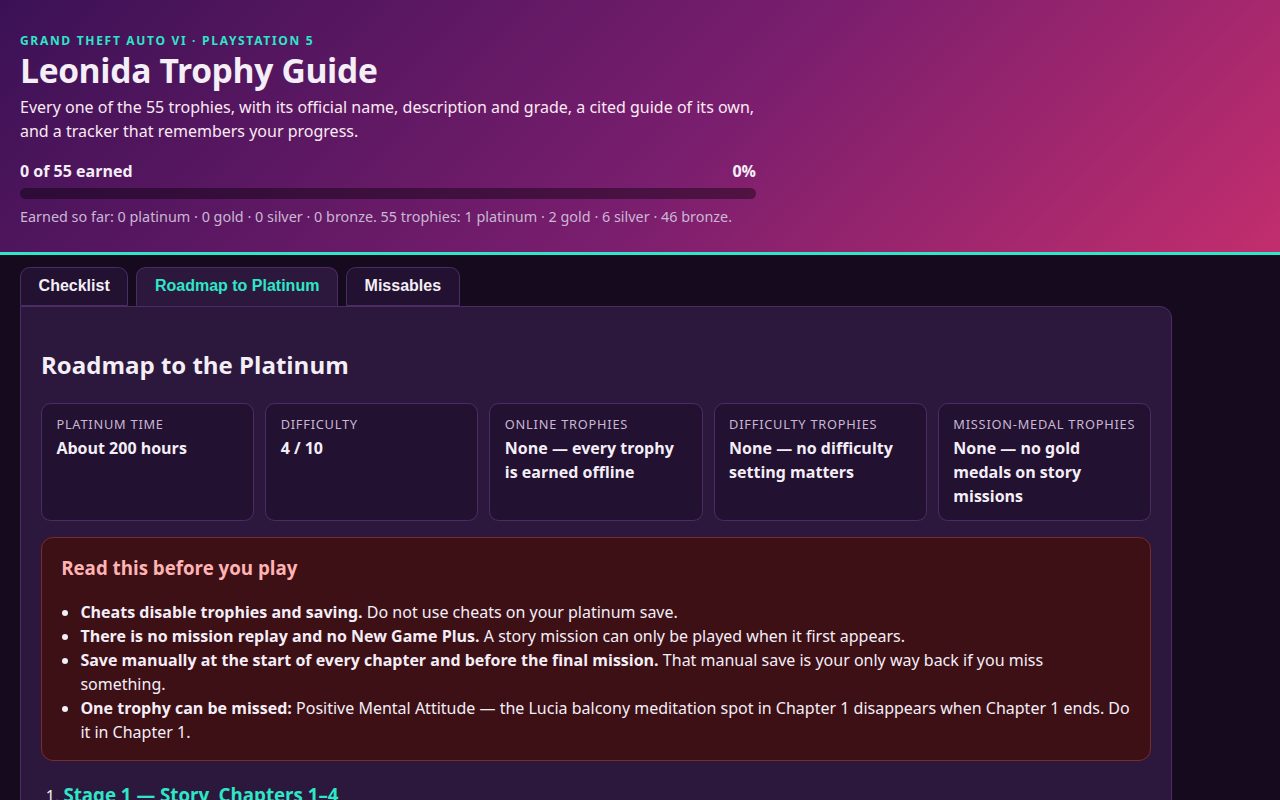 GRAND THEFT AUTO VI · PLAYSTATION 5
Leonida Trophy Guide
Every one of the 55 trophies, with its official name, description and grade, a cited guide of its own,
and a tracker that remembers your progress.
0 of 55 earned 0%
Earned so far: 0 platinum · 0 gold · 0 silver · 0 bronze. 55 trophies: 1 platinum · 2 gold · 6 silver · 46 bronze.
Checklist Roadmap to Platinum Missables
Roadmap to the Platinum
PLATINUM TIME
About 200 hours
DIFFICULTY
4 / 10
ONLINE TROPHIES
None — every trophy
is earned offline
DIFFICULTY TROPHIES
None — no difficulty
setting matters
MISSION-MEDAL TROPHIES
None — no gold
medals on story
missions
Read this before you play
• Cheats disable trophies and saving. Do not use cheats on your platinum save.
• There is no mission replay and no New Game Plus. A story mission can only be played when it first appears.
• Save manually at the start of every chapter and before the final mission. That manual save is your only way back if you miss
something.
• One trophy can be missed: Positive Mental Attitude — the Lucia balcony meditation spot in Chapter 1 disappears when Chapter 1 ends. Do
it in Chapter 1.
1. Stage 1 — Story, Chapters 1–4